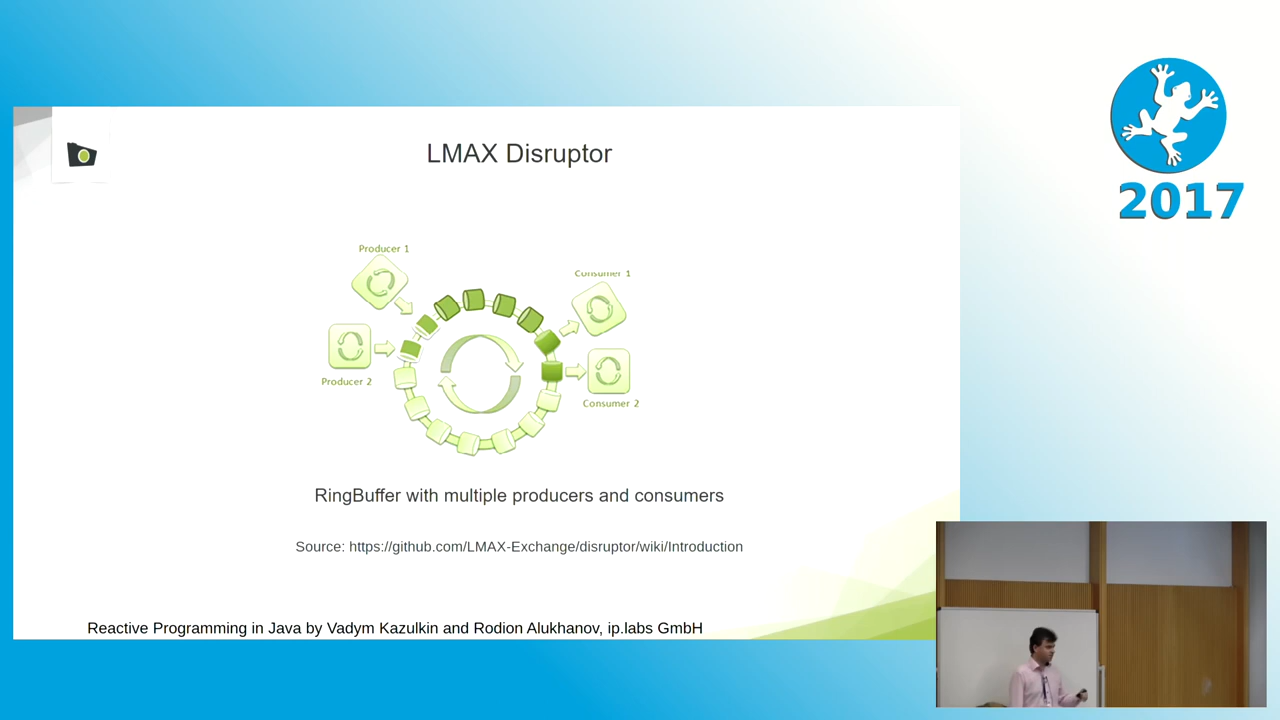 LMAX Disruptor
Producer 1
Consumer 1
Producer 2
Consumer 2
RingBuffer with multiple producers and consumers
Source: https://github.com/LMAX-Exchange/disruptor/wiki/Introduction
Reactive Programming in Java by Vadym Kazulkin and Rodion Alukhanov, ip.labs GmbH
2017